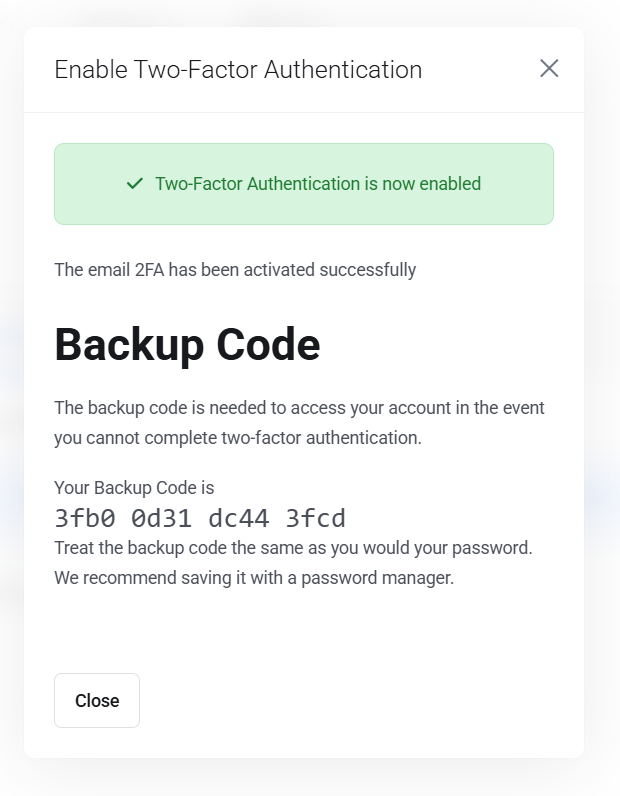 Enable Two-Factor Authentication
Two-Factor Authentication is now enabled
The email 2FA has been activated successfully
Backup Code
The backup code is needed to access your account in the event
you cannot complete two-factor authentication.
Your Backup Code is
3fb0 0d31 dc44 3fcd
Treat the backup code the same as you would your password.
We recommend saving it with a password manager.
Close